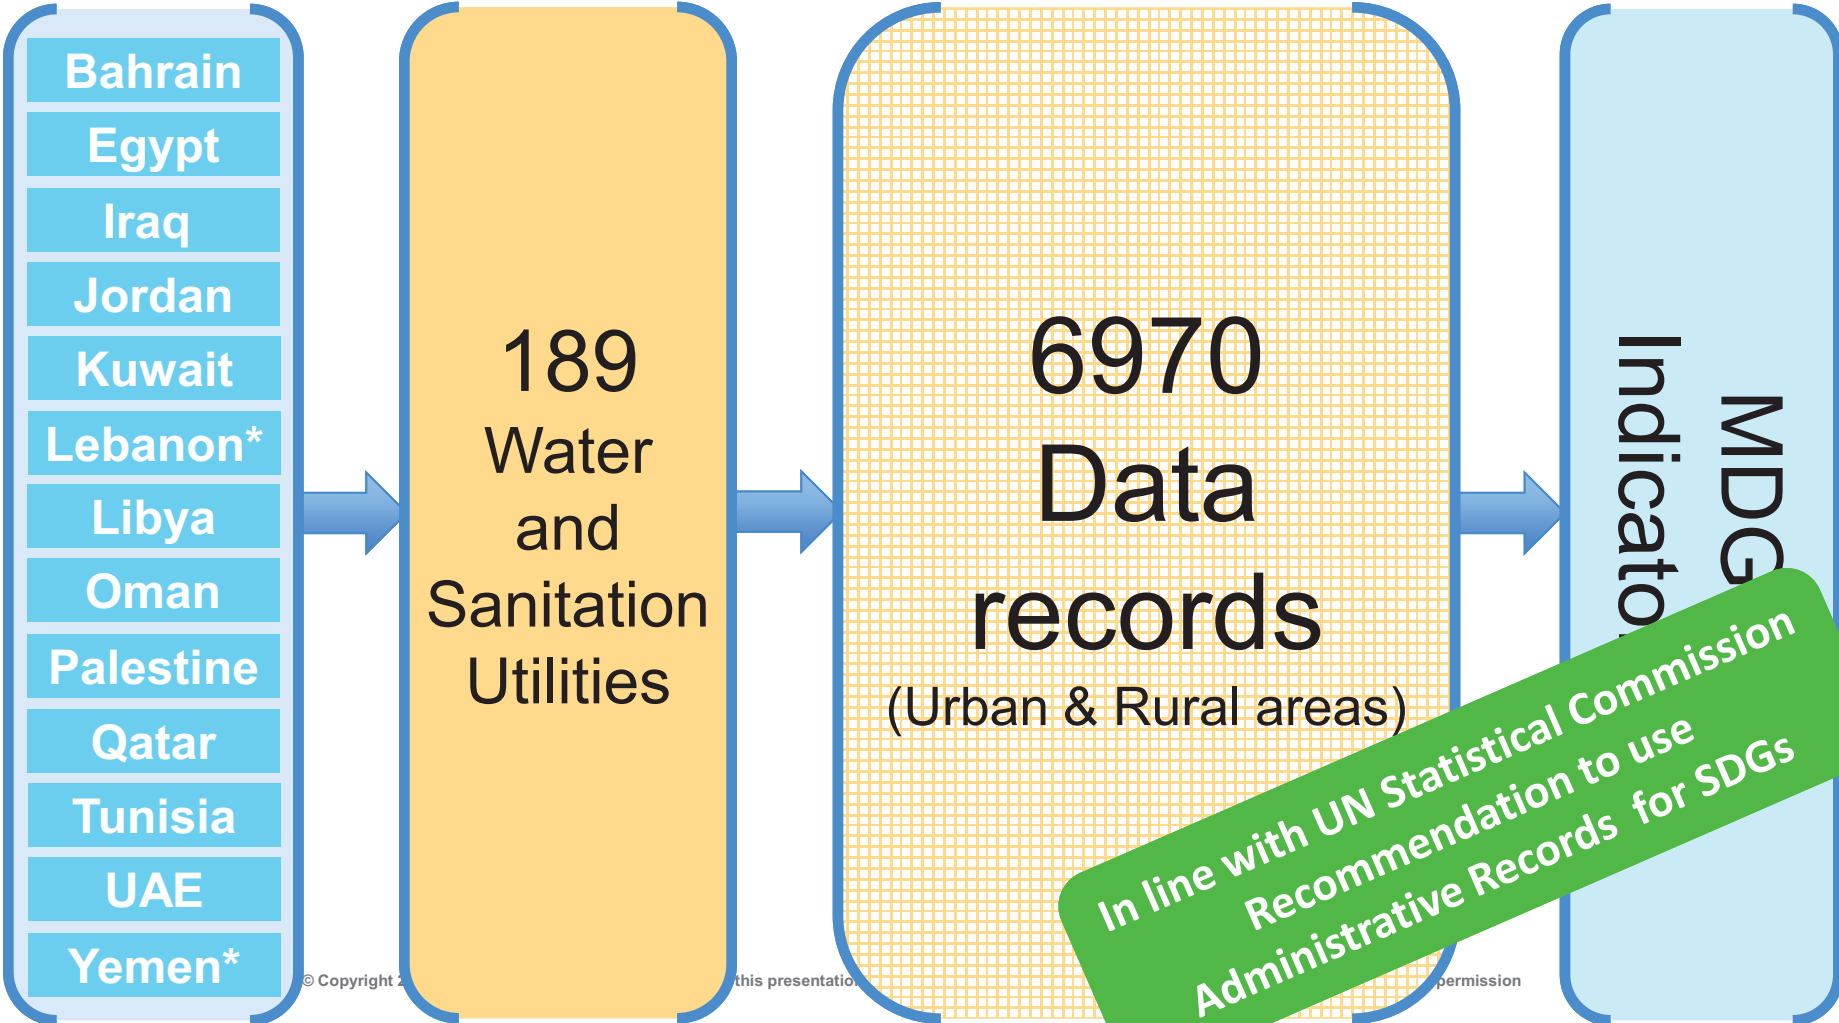 Bahrain
Egypt
Iraq
Jordan
Kuwait
Lebanon*
Libya
Oman
Palestine
Qatar
Tunisia
UAE
Yemen*
189
Water
and
Sanitation
Utilities
6970
Data
records
(Urban & Rural areas)
MDG
In line with UN Statistical Commission
Recommendation to use
Administrative Records for SDGs
© Copyright
this
permission